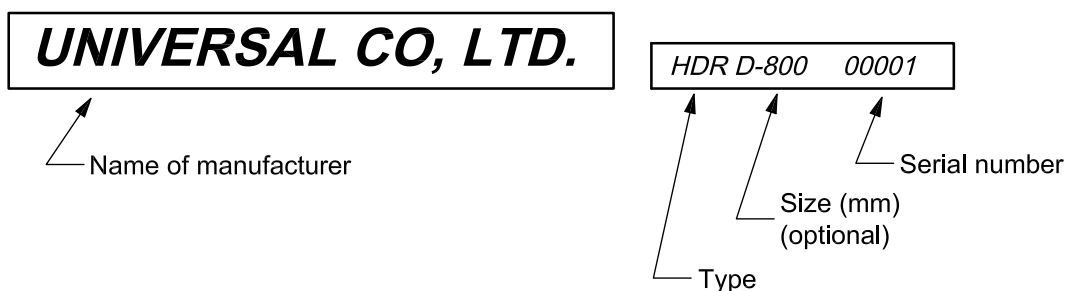 UNIVERSAL CO, LTD.
HDR D-800 00001
Name of manufacturer
Serial number
Size (mm)
(optional)
Type